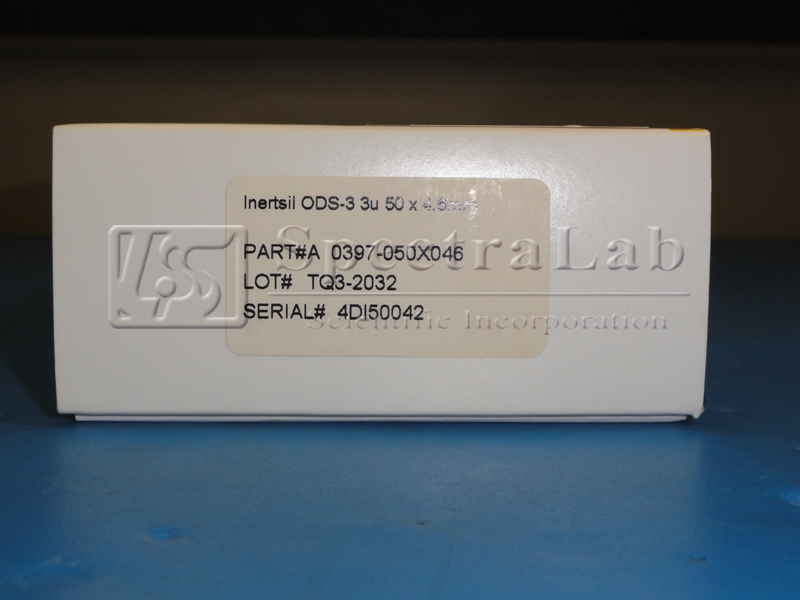 Inertsil ODS-3 3u 50 x 4.6mm
PART#A 0397-050X046
LOT# TQ3-2032
SERIAL# 4DI50042
SpectraLab
Scientific Incorporation